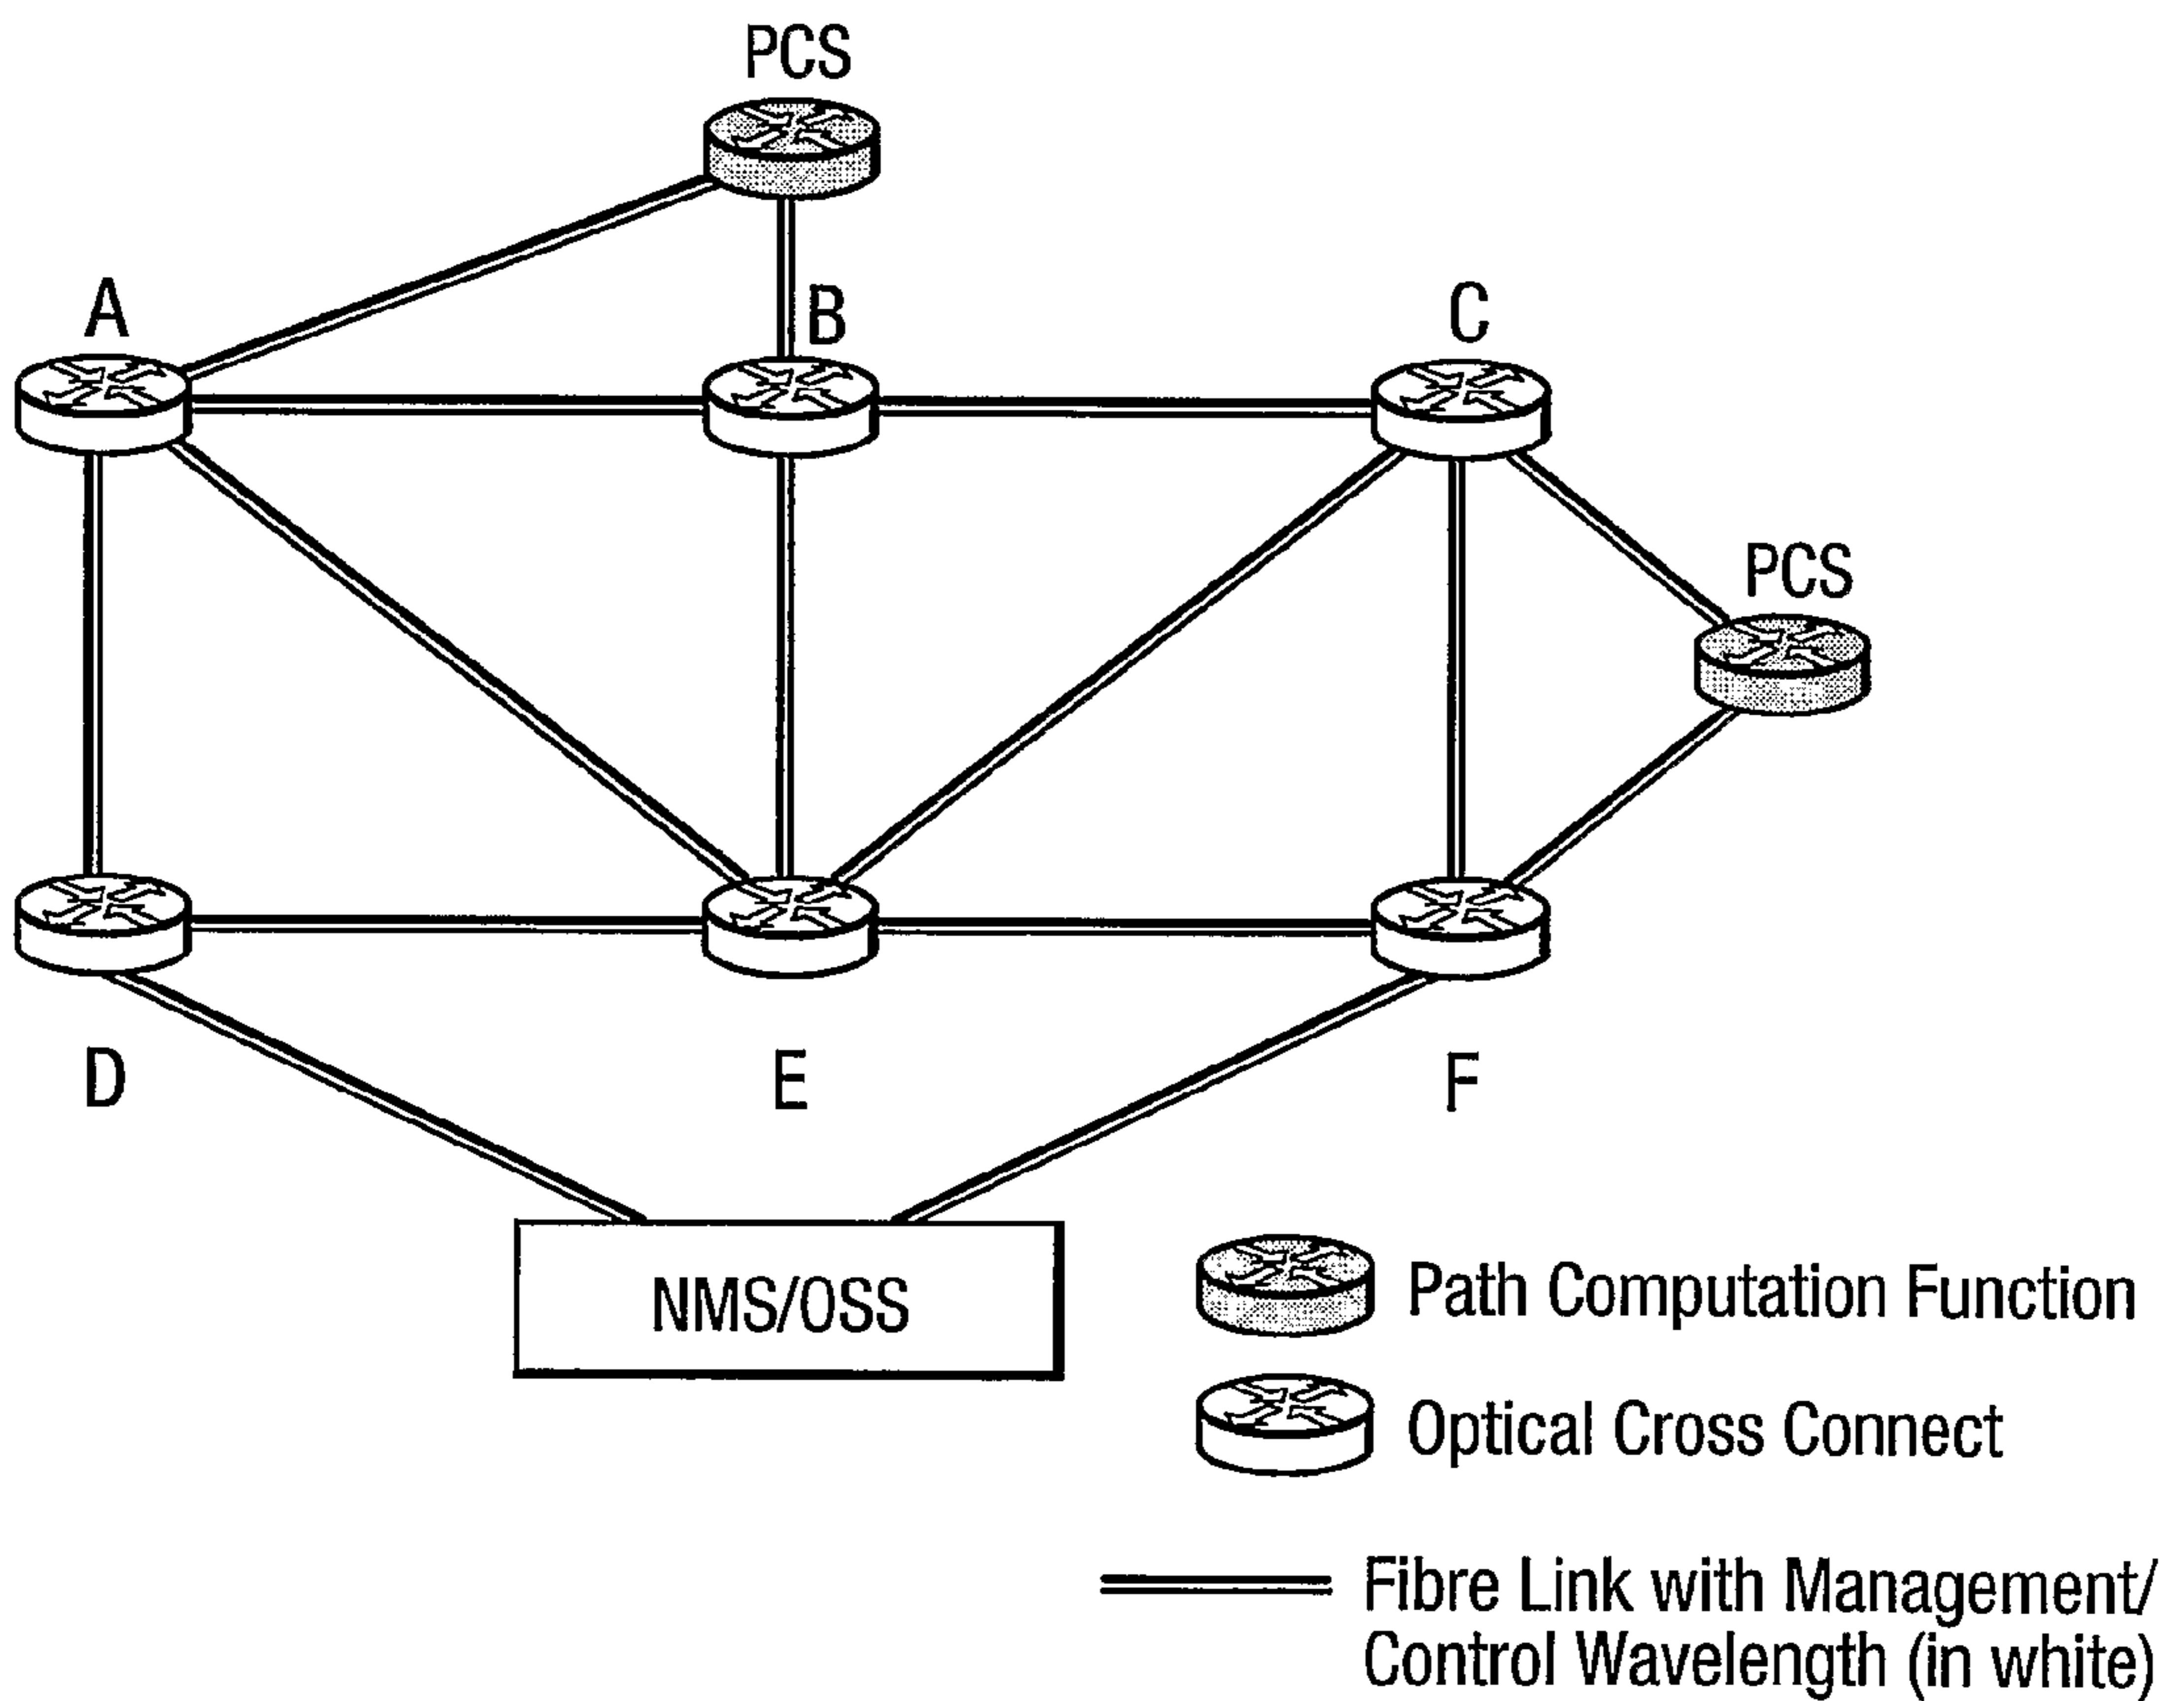 PCS
A
B
C
PCS
D
E
F
NMS/OSS
Path Computation Function
Optical Cross Connect
Fibre Link with Management/
Control Wavelength (in white)